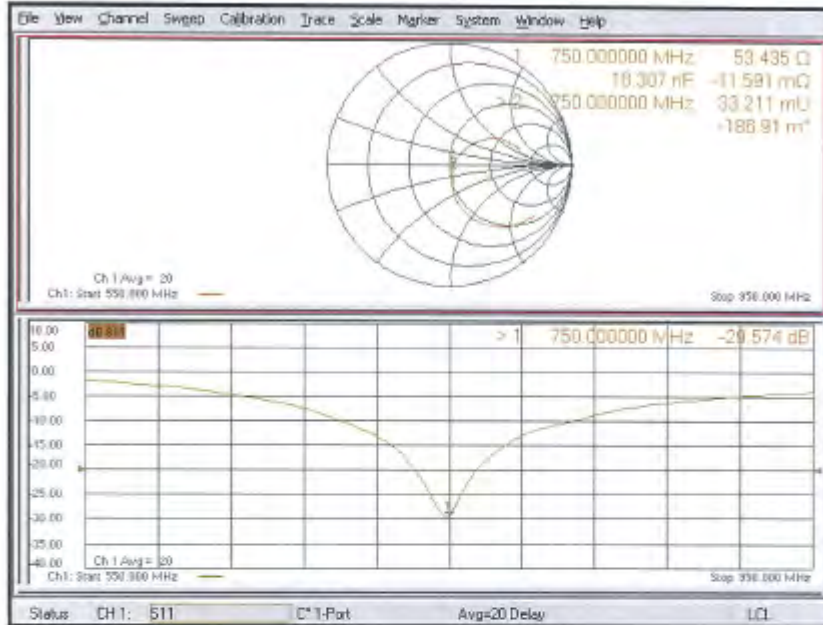 File View Channel Sweep Calibration Trace Scale Marker System Window Help
1 750.000000 MHz 53.435 Ω
18.307 nF -11.591 mΩ
> 2 750.000000 MHz 33.211 mU
-186.91 m°
Ch 1 Avg = 20
Ch1: Start 550.000 MHz
Stop 950.000 MHz
10.00
5.00
0.00
-5.00
-10.00
-15.00
-20.00
-25.00
-30.00
-35.00
-40.00
dB S11
> 1 750.000000 MHz -29.574 dB
1
Ch 1 Avg = 20
Ch1: Start 550.000 MHz
Stop 950.000 MHz
Status CH 1: S11 C* 1-Port Avg=20 Delay LCL